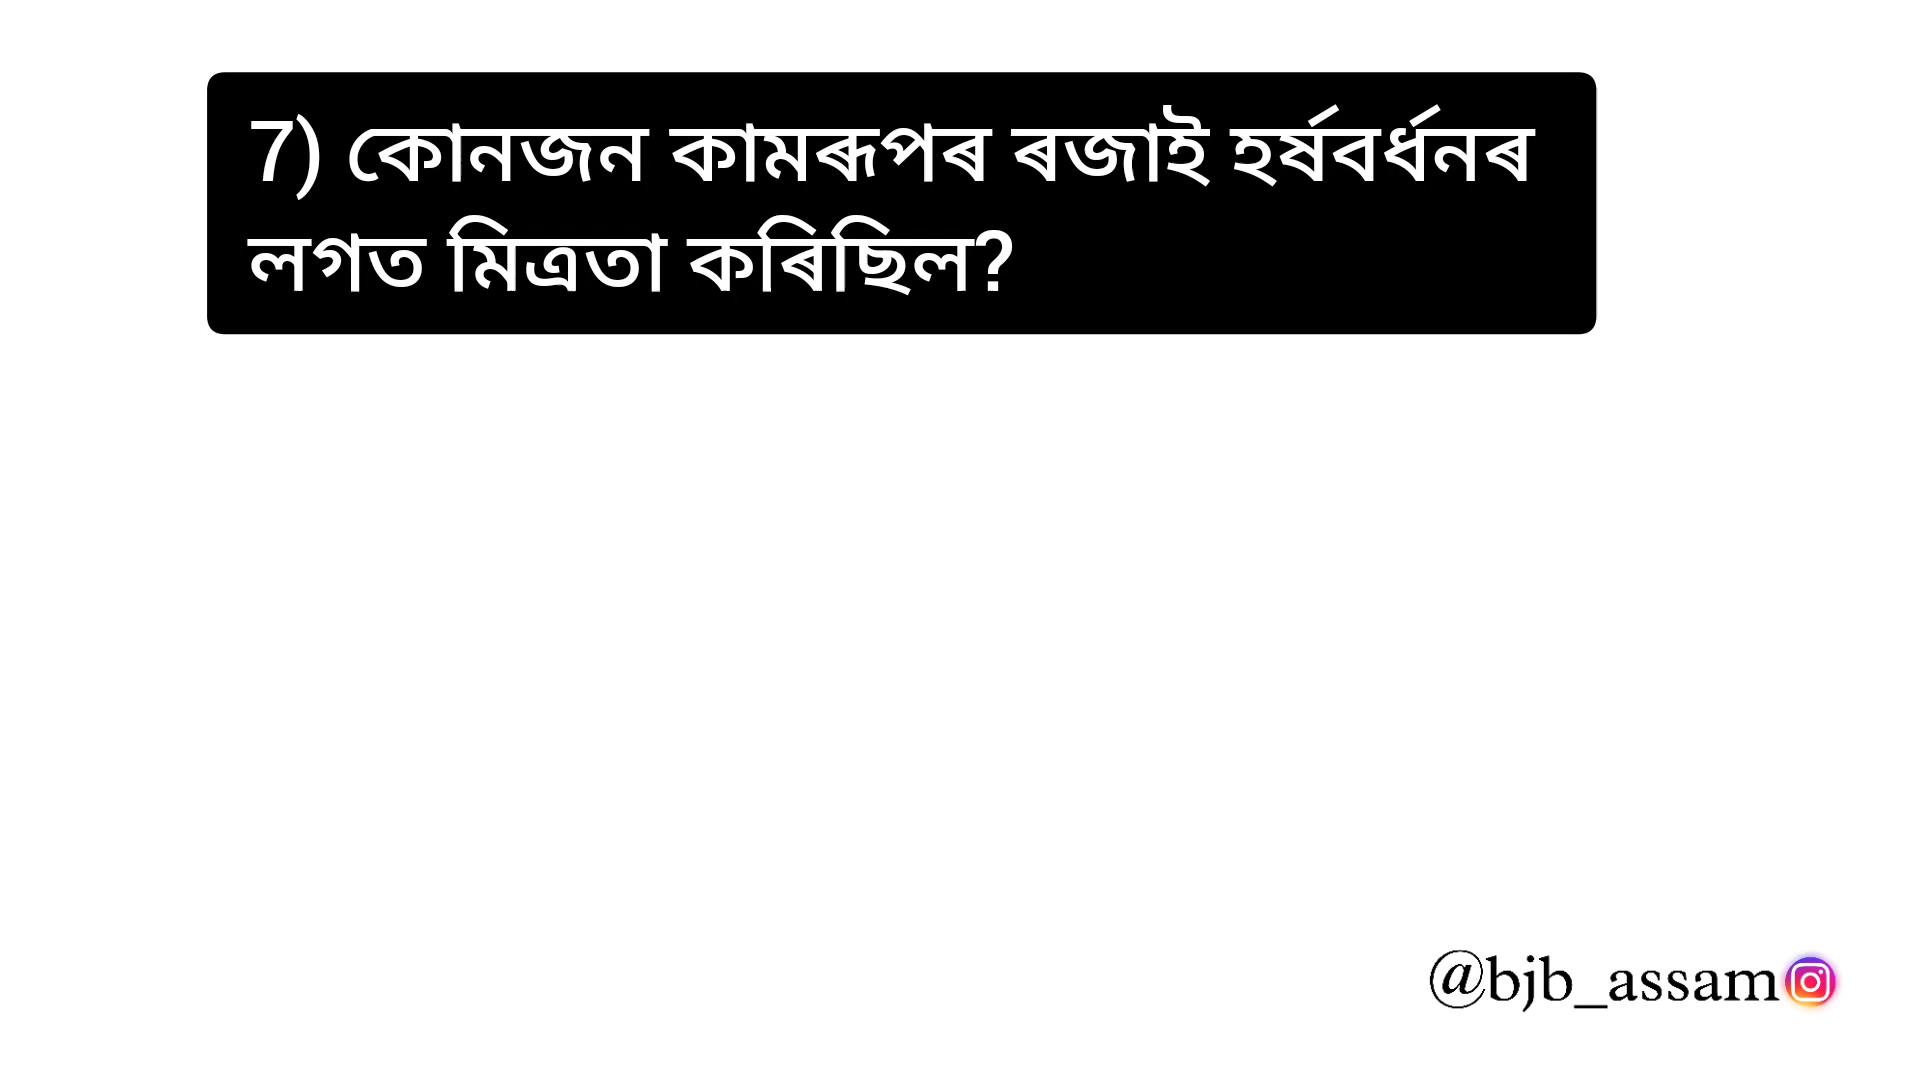 7) কোনজন কামৰূপৰ ৰজাই হৰ্ষবৰ্ধনৰ
লগত মিত্ৰতা কৰিছিল?
@bjb_assam